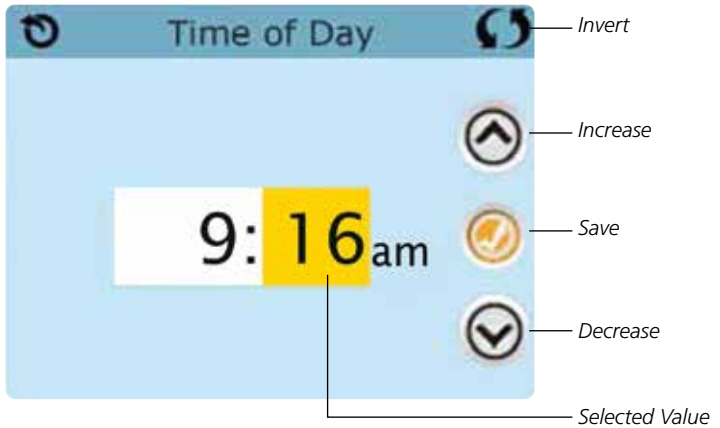 Time of Day
Invert
Increase
9:16am
Save
Decrease
Selected Value